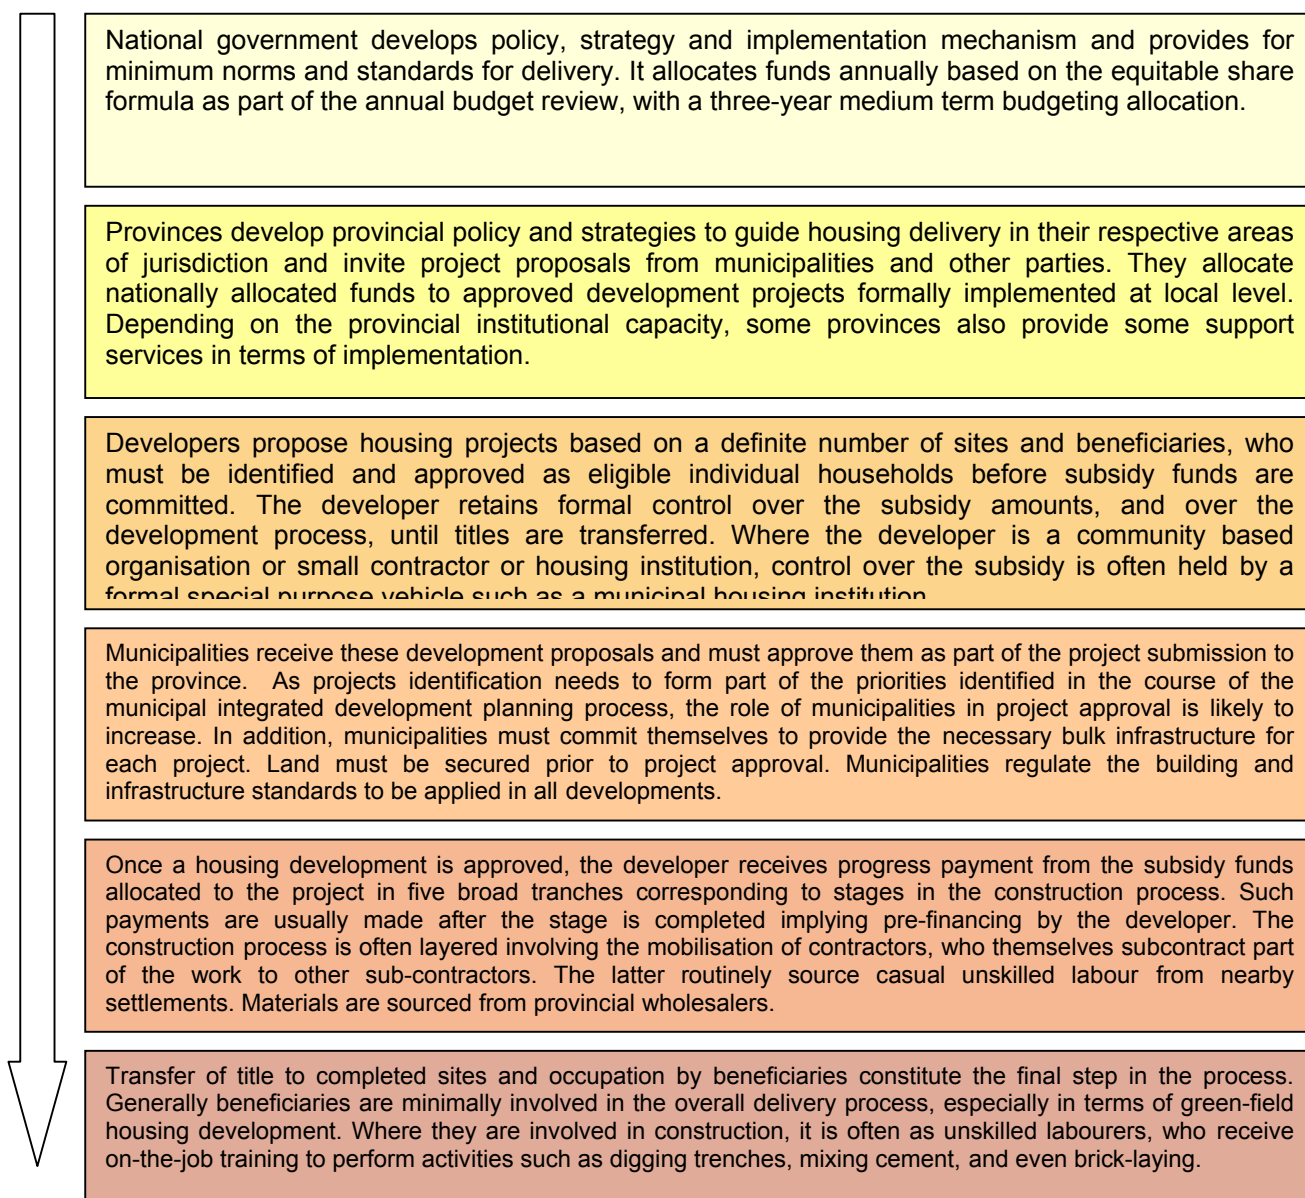 National government develops policy, strategy and implementation mechanism and provides for
minimum norms and standards for delivery. It allocates funds annually based on the equitable share
formula as part of the annual budget review, with a three-year medium term budgeting allocation.
Provinces develop provincial policy and strategies to guide housing delivery in their respective areas
of jurisdiction and invite project proposals from municipalities and other parties. They allocate
nationally allocated funds to approved development projects formally implemented at local level.
Depending on the provincial institutional capacity, some provinces also provide some support
services in terms of implementation.
Developers propose housing projects based on a definite number of sites and beneficiaries, who
must be identified and approved as eligible individual households before subsidy funds are
committed. The developer retains formal control over the subsidy amounts, and over the
development process, until titles are transferred. Where the developer is a community based
organisation or small contractor or housing institution, control over the subsidy is often held by a
formal special purpose vehicle such as a municipal housing institution
Municipalities receive these development proposals and must approve them as part of the project submission to
the province. As projects identification needs to form part of the priorities identified in the course of the
municipal integrated development planning process, the role of municipalities in project approval is likely to
increase. In addition, municipalities must commit themselves to provide the necessary bulk infrastructure for
each project. Land must be secured prior to project approval. Municipalities regulate the building and
infrastructure standards to be applied in all developments.
Once a housing development is approved, the developer receives progress payment from the subsidy funds
allocated to the project in five broad tranches corresponding to stages in the construction process. Such
payments are usually made after the stage is completed implying pre-financing by the developer. The
construction process is often layered involving the mobilisation of contractors, who themselves subcontract part
of the work to other sub-contractors. The latter routinely source casual unskilled labour from nearby
settlements. Materials are sourced from provincial wholesalers.
Transfer of title to completed sites and occupation by beneficiaries constitute the final step in the process.
Generally beneficiaries are minimally involved in the overall delivery process, especially in terms of green-field
housing development. Where they are involved in construction, it is often as unskilled labourers, who receive
on-the-job training to perform activities such as digging trenches, mixing cement, and even brick-laying.